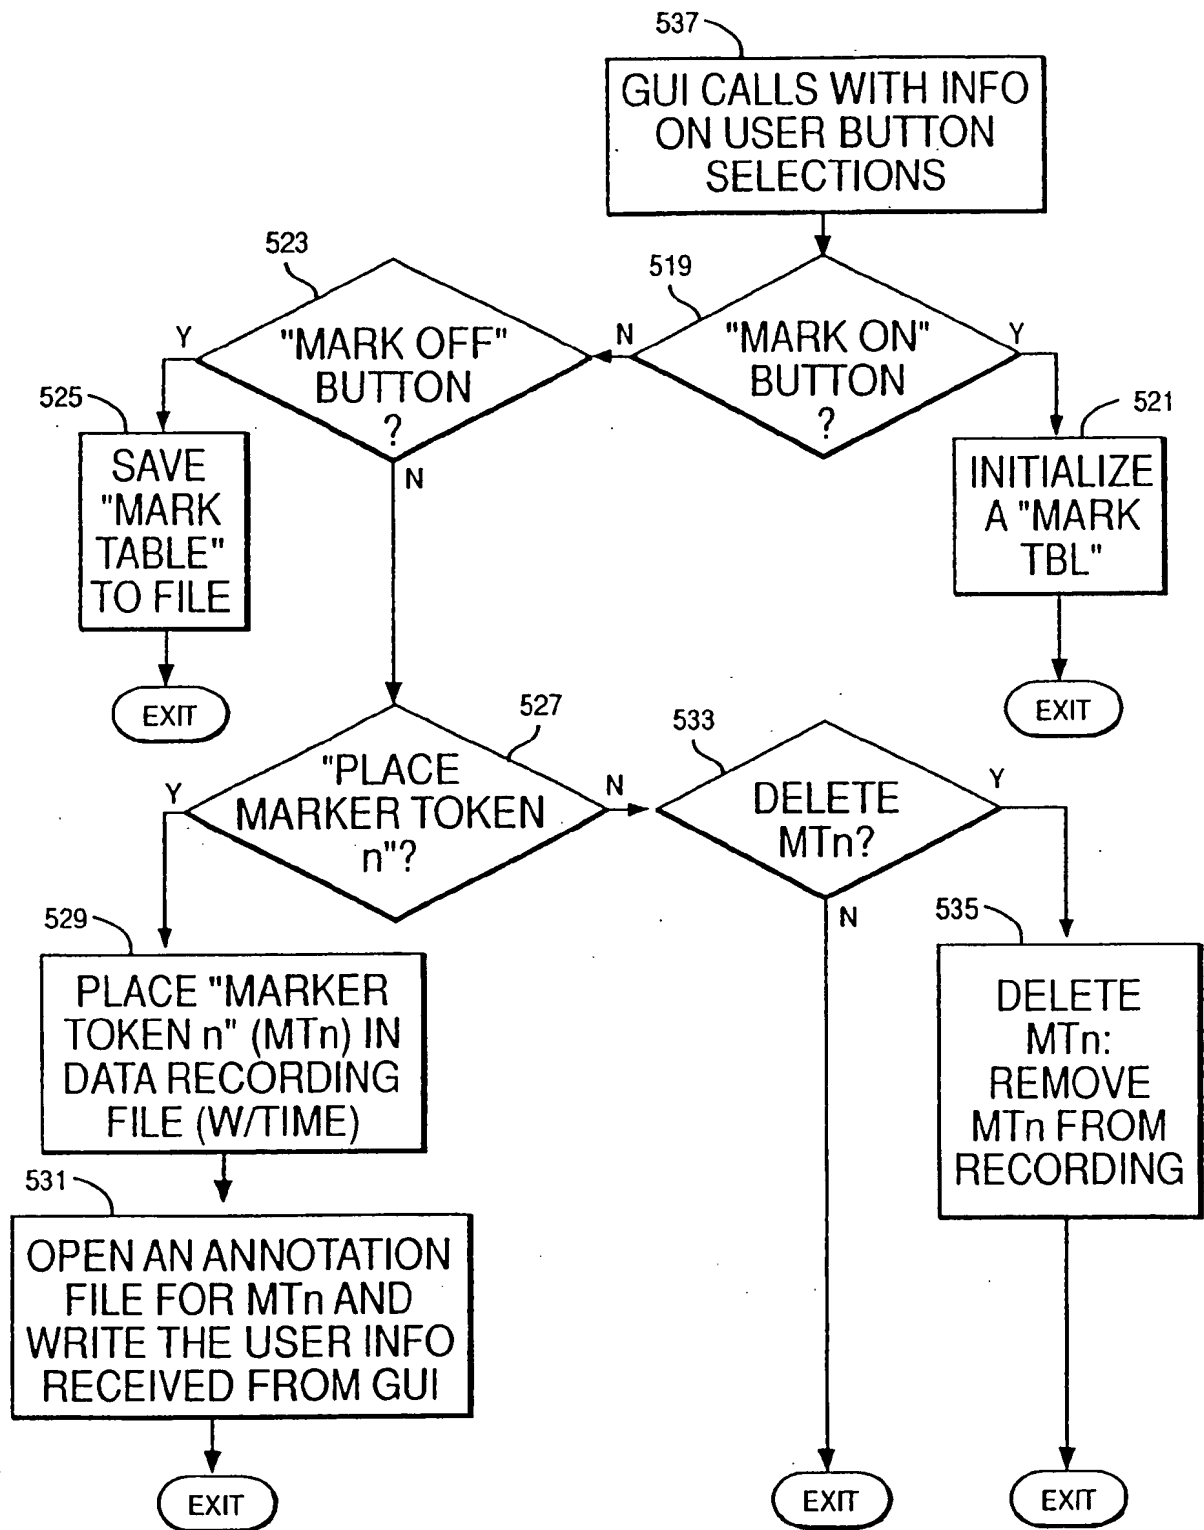 537
GUI CALLS WITH INFO
ON USER BUTTON
SELECTIONS
523
519
Y
"MARK OFF"
BUTTON
?
N
N
"MARK ON"
BUTTON
?
Y
525
SAVE
"MARK
TABLE"
TO FILE
EXIT
521
INITIALIZE
A "MARK
TBL"
EXIT
527
Y
"PLACE
MARKER TOKEN
n"?
N
533
DELETE
MTn?
Y
N
529
PLACE "MARKER
TOKEN n" (MTn) IN
DATA RECORDING
FILE (W/TIME)
531
OPEN AN ANNOTATION
FILE FOR MTn AND
WRITE THE USER INFO
RECEIVED FROM GUI
EXIT
EXIT
535
DELETE
MTn:
REMOVE
MTn FROM
RECORDING
EXIT